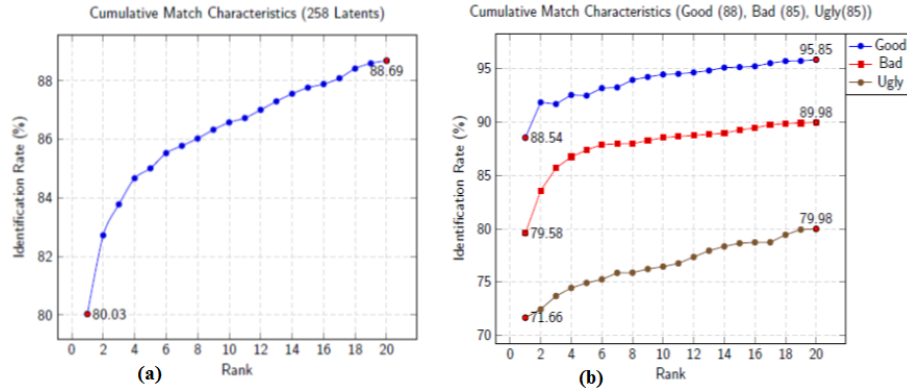 Cumulative Match Characteristics (258 Latents)
Identification Rate (%)
88
86
84
82
80
88.69
80.03
0 2 4 6 8 10 12 14 16 18 20
(a) Rank
Cumulative Match Characteristics (Good (88), Bad (85), Ugly(85))
Identification Rate (%)
95
90
85
80
75
70
95.85
88.54
89.98
79.58
79.98
71.66
Good
Bad
Ugly
0 2 4 6 8 10 12 14 16 18 20
(b) Rank